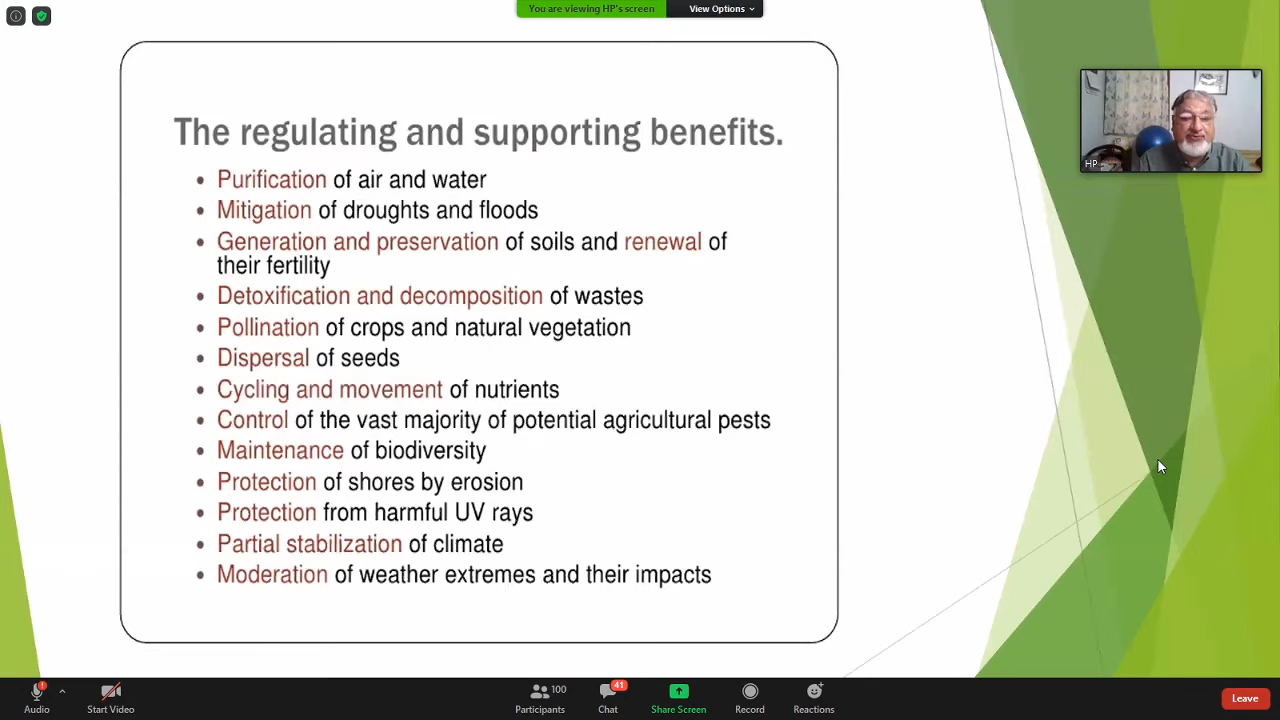 You are viewing HP's screen
View Options
The regulating and supporting benefits.
• Purification of air and water
• Mitigation of droughts and floods
• Generation and preservation of soils and renewal of
their fertility
• Detoxification and decomposition of wastes
• Pollination of crops and natural vegetation
• Dispersal of seeds
• Cycling and movement of nutrients
• Control of the vast majority of potential agricultural pests
• Maintenance of biodiversity
• Protection of shores by erosion
• Protection from harmful UV rays
• Partial stabilization of climate
• Moderation of weather extremes and their impacts
HP
100
41
Audio
Start Video
Participants
Chat
Share Screen
Record
Reactions
Leave